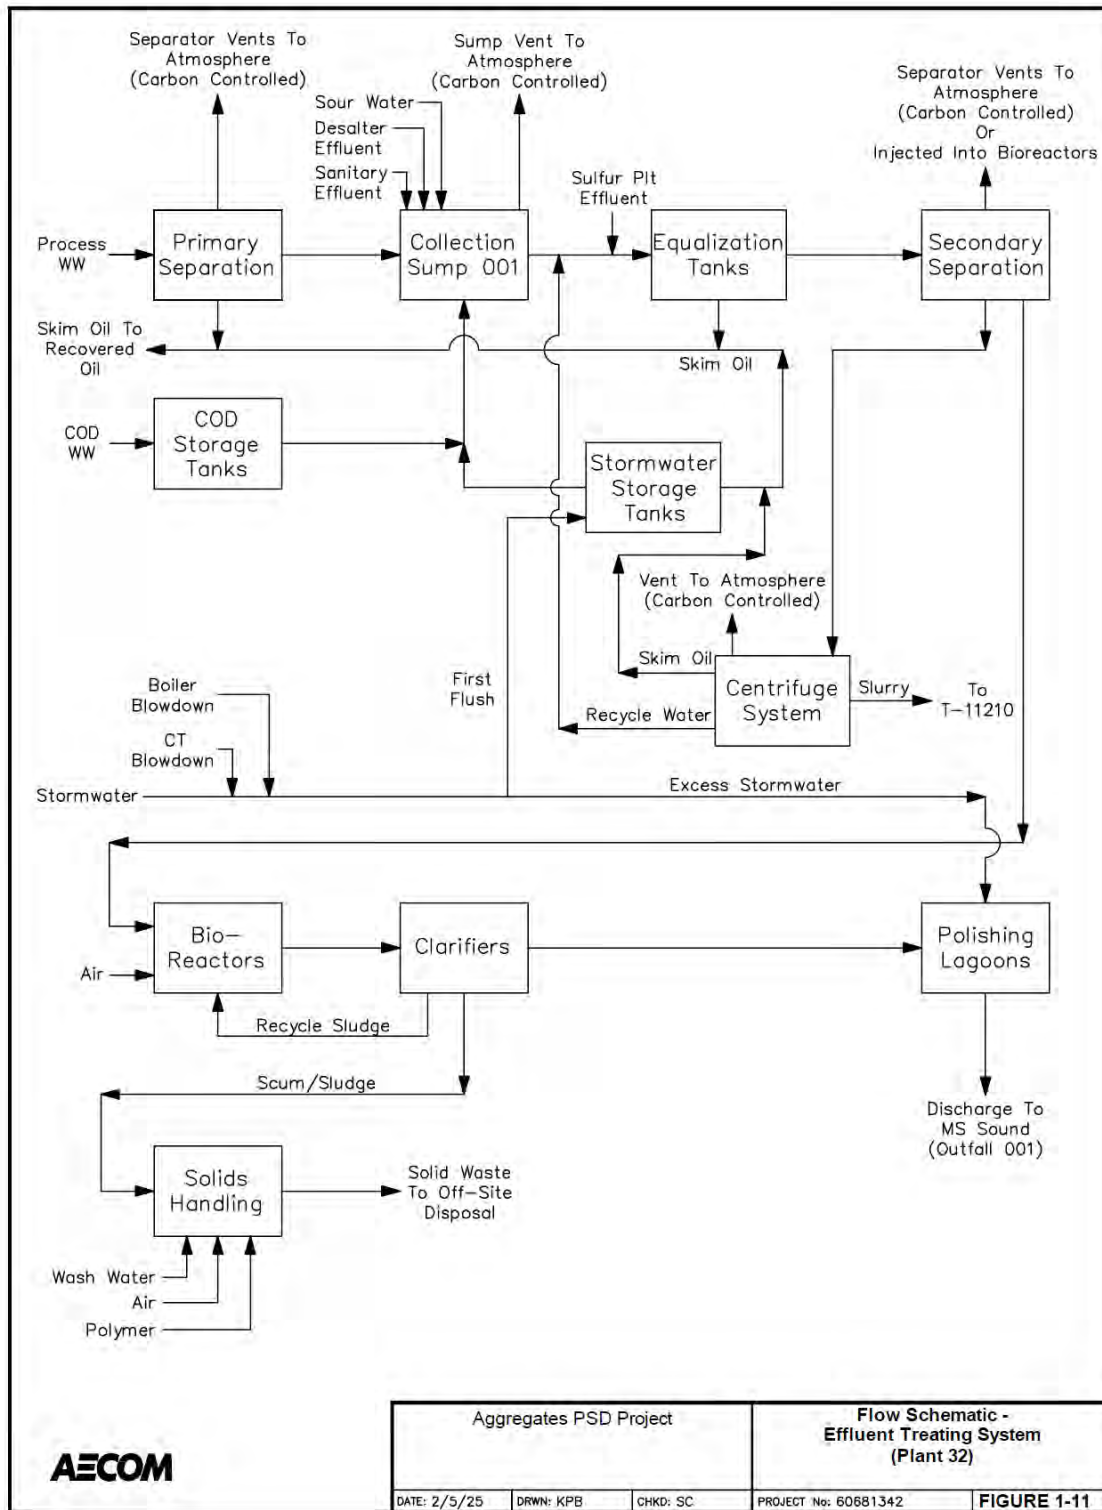 Separator Vents To
Atmosphere
(Carbon Controlled)
Sump Vent To
Atmosphere
(Carbon Controlled)
Separator Vents To
Atmosphere
(Carbon Controlled)
Or
Injected Into Bioreactors
Sour Water
Desalter
Effluent
Sanitary
Effluent
Sulfur Plt
Effluent
Process
WW
Primary
Separation
Collection
Sump 001
Equalization
Tanks
Secondary
Separation
Skim Oil To
Recovered
Oil
Skim Oil
COD
WW
COD
Storage
Tanks
Stormwater
Storage
Tanks
Vent To Atmosphere
(Carbon Controlled)
Skim Oil
Centrifuge
System
Slurry
To
T-11210
Recycle Water
First
Flush
Boiler
Blowdown
CT
Blowdown
Stormwater
Excess Stormwater
Bio-
Reactors
Air
Clarifiers
Polishing
Lagoons
Recycle Sludge
Scum/Sludge
Discharge To
MS Sound
(Outfall 001)
Solids
Handling
Solid Waste
To Off-Site
Disposal
Wash Water
Air
Polymer
AECOM
Aggregates PSD Project
Flow Schematic -
Effluent Treating System
(Plant 32)
DATE: 2/5/25
DRWN: KPB
CHKD: SC
PROJECT No: 60681342
FIGURE 1-11